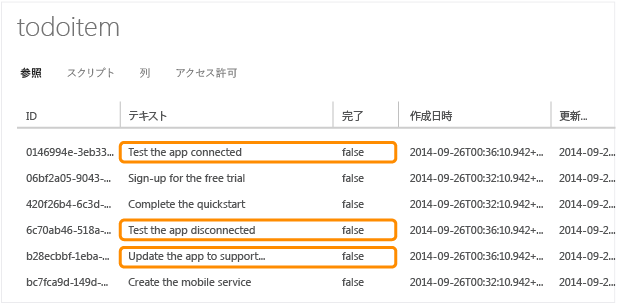 todoitem
参照 スクリプト 列 アクセス許可
ID テキスト 完了 作成日時 更新...
0146994e-3eb33... Test the app connected false 2014-09-26T00:36:10.942+... 2014-09-2...
06bf2a05-9043-... Sign-up for the free trial false 2014-09-26T00:32:10.942+... 2014-09-2...
420f26b4-6c3d-... Complete the quickstart false 2014-09-26T00:32:10.942+... 2014-09-2...
6c70ab46-518a-... Test the app disconnected false 2014-09-26T00:36:10.942+... 2014-09-2...
b28ecbbf-1eba-... Update the app to support... false 2014-09-26T00:36:10.942+... 2014-09-2...
bc7fca9d-149d-... Create the mobile service false 2014-09-26T00:32:10.942+... 2014-09-2...